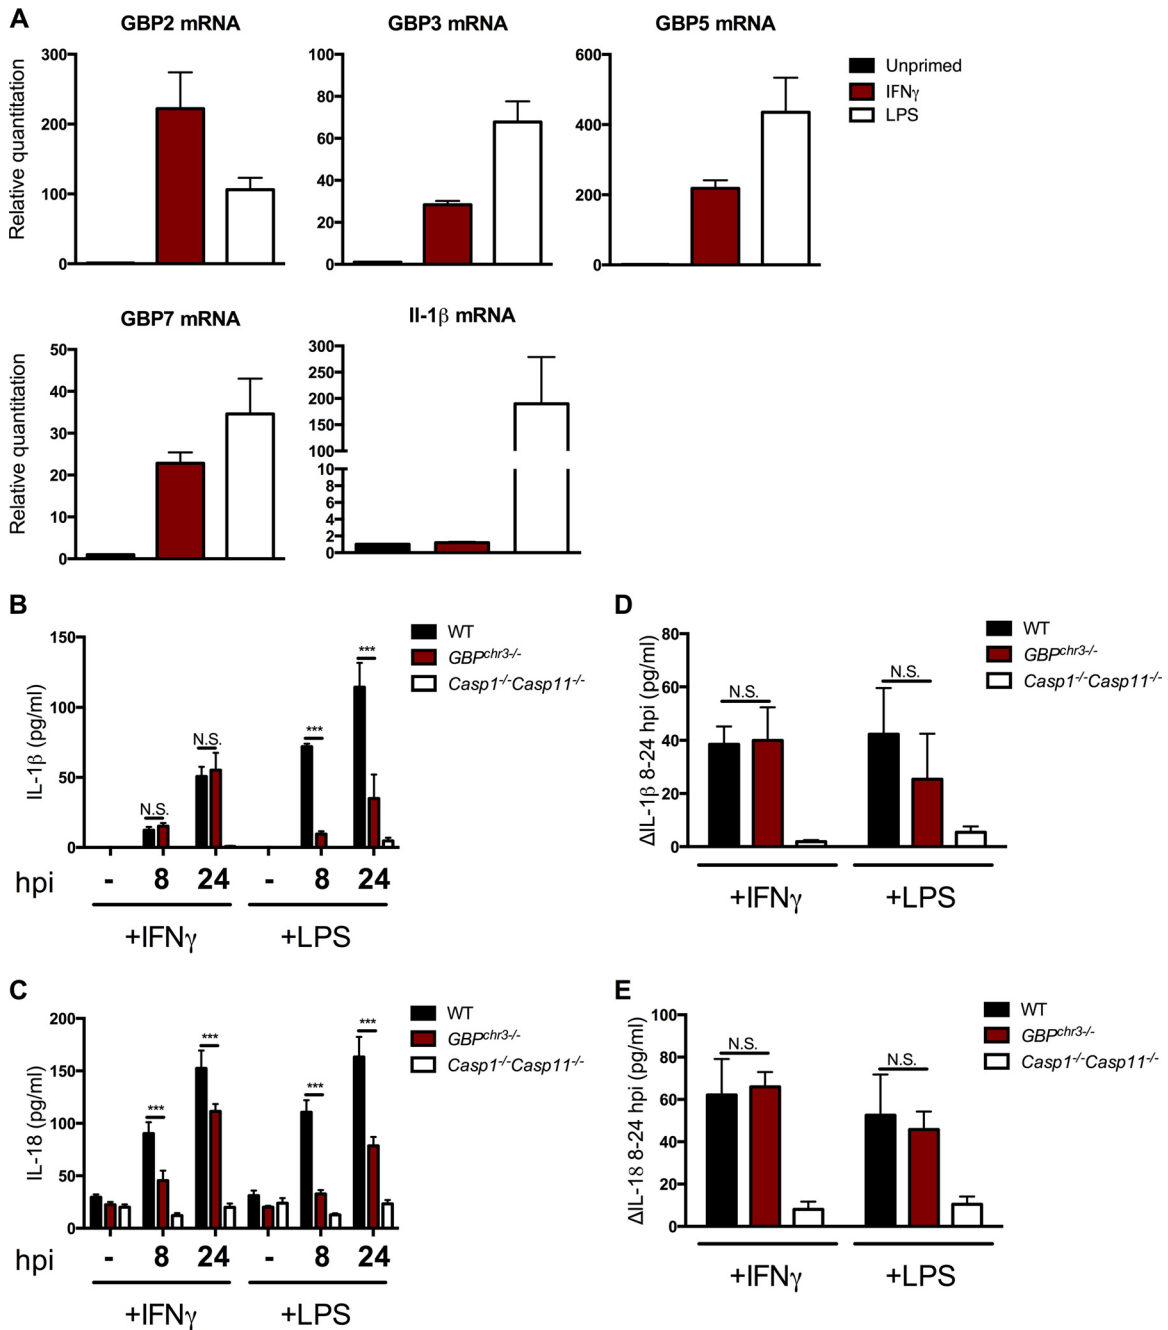 A
GBP2 mRNA
GBP3 mRNA
GBP5 mRNA
Relative quantitation
300
200
100
0
100
80
60
40
20
0
600
400
200
0
Unprimed
IFNγ
LPS
GBP7 mRNA
Il-1β mRNA
Relative quantitation
50
40
30
20
10
0
300
250
200
150
100
10
8
6
4
2
0
B
IL-1β (pg/ml)
150
100
50
0
N.S.
N.S.
***
***
WT
GBPchr3-/-
Casp1-/-Casp11-/-
hpi - 8 24 - 8 24
+IFNγ +LPS
D
ΔIL-1β 8-24 hpi (pg/ml)
80
60
40
20
0
N.S.
N.S.
WT
GBPchr3-/-
Casp1-/-Casp11-/-
+IFNγ +LPS
C
IL-18 (pg/ml)
200
150
100
50
0
***
***
***
***
WT
GBPchr3-/-
Casp1-/-Casp11-/-
hpi - 8 24 - 8 24
+IFNγ +LPS
E
ΔIL-18 8-24 hpi (pg/ml)
100
80
60
40
20
0
N.S.
N.S.
WT
GBPchr3-/-
Casp1-/-Casp11-/-
+IFNγ +LPS